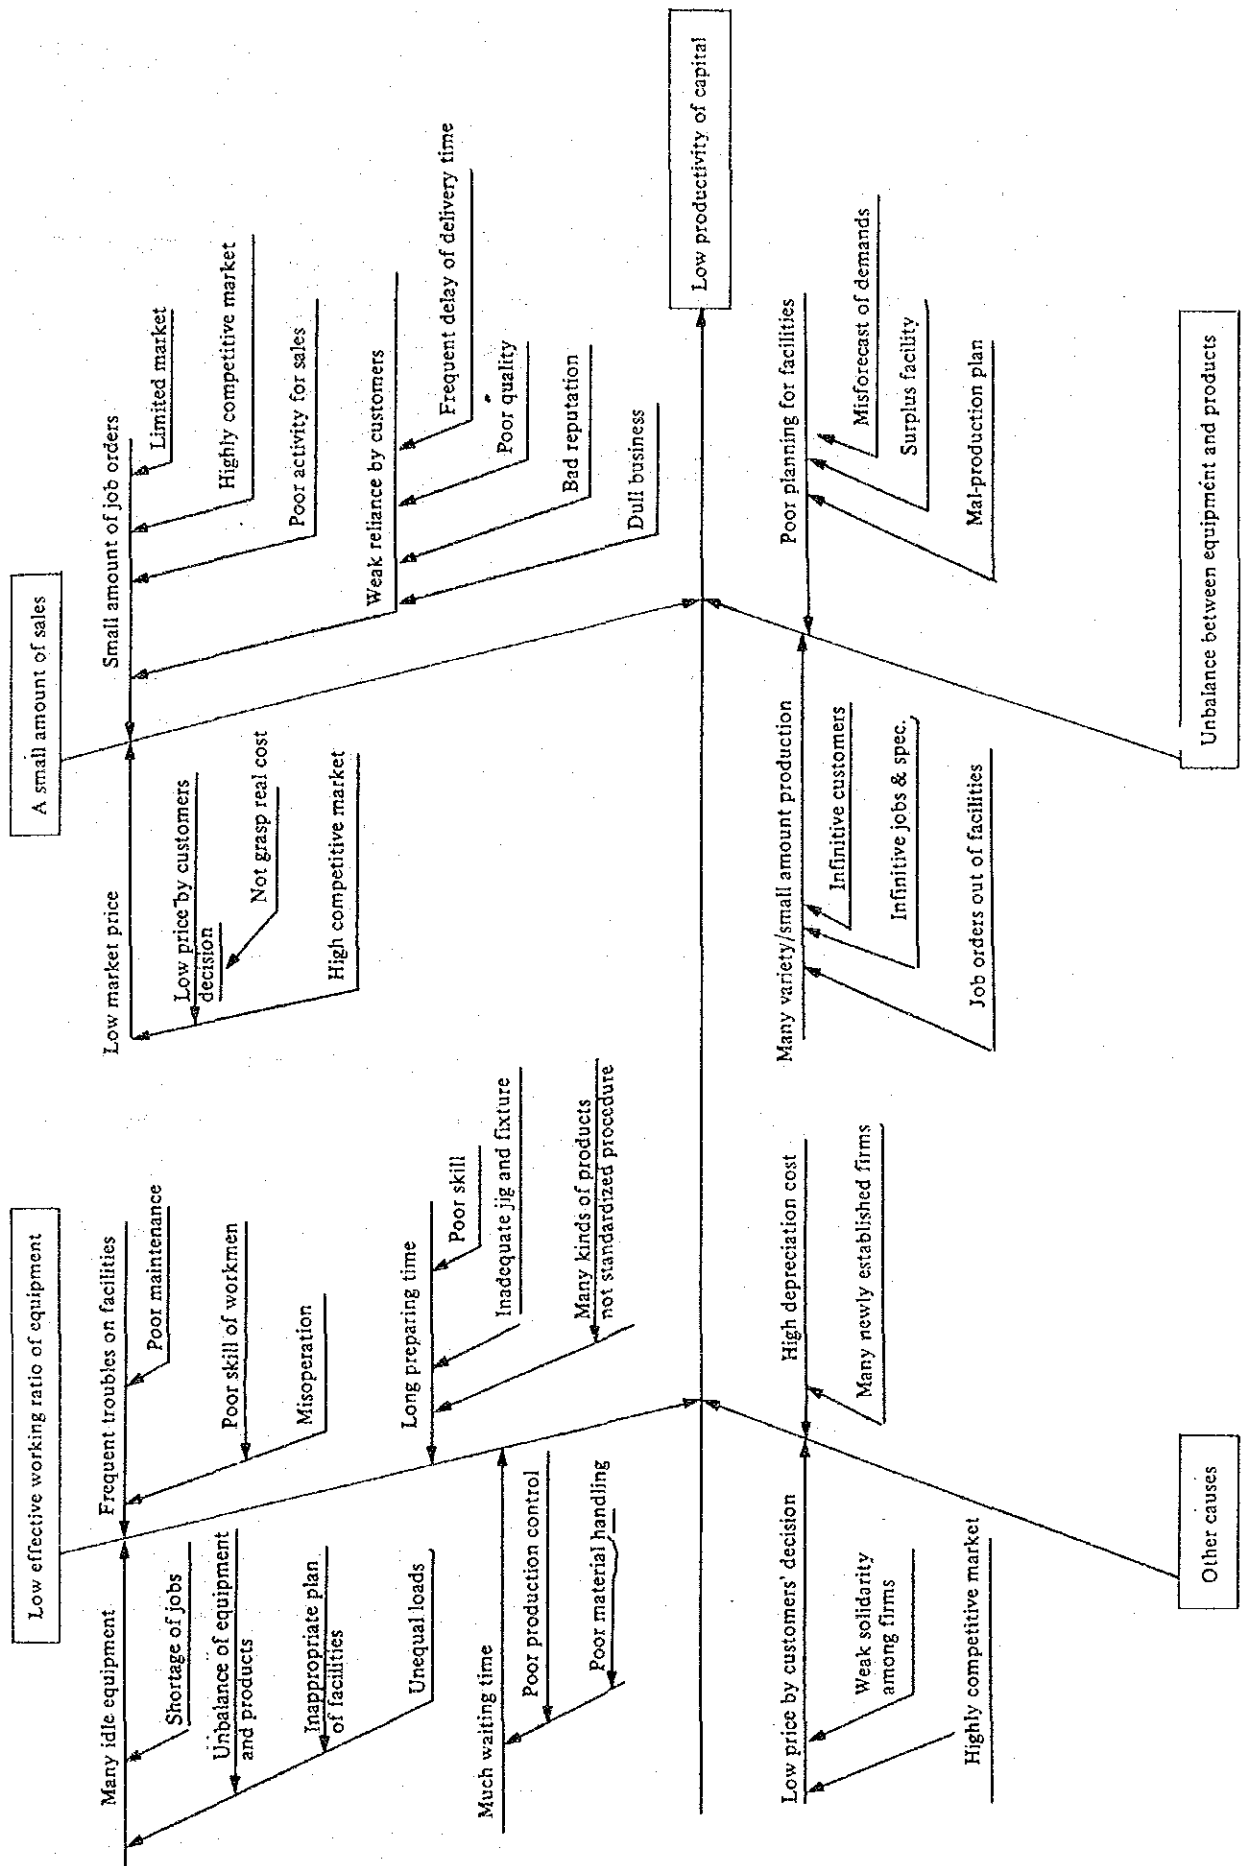 Low effective working ratio of equipment
Many idle equipment
Shortage of jobs
Unbalance of equipment
and products
Inappropriate plan
of facilities
Unequal loads
Frequent troubles on facilities
Poor maintenance
Poor skill of workmen
Misoperation
Long preparing time
Poor skill
Inadequate jig and fixture
Many kinds of products
not standardized procedure
Much waiting time
Poor production control
Poor material handling
A small amount of sales
Low market price
Low price by customers
decision
Not grasp real cost
High competitive market
Small amount of job orders
Limited market
Highly competitive market
Poor activity for sales
Weak reliance by customers
Frequent delay of delivery time
Poor quality
Bad reputation
Dull business
Low productivity of capital
Low price by customers' decision
Weak solidarity
among firms
Highly competitive market
High depreciation cost
Many newly established firms
Other causes
Many variety/small amount production
Infinitive customers
Infinitive jobs & spec.
Job orders out of facilities
Poor planning for facilities
Misforecast of demands
Surplus facility
Mal-production plan
Unbalance between equipment and products